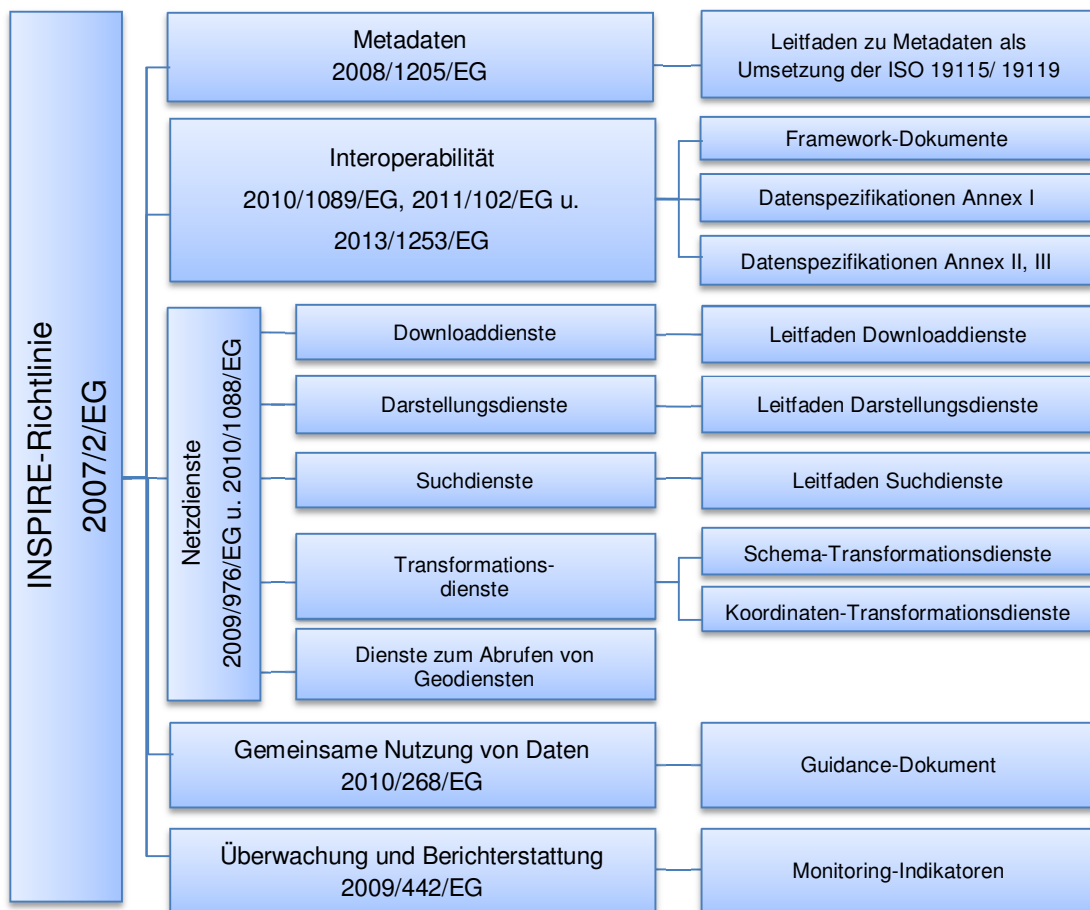 INSPIRE-Richtlinie
2007/2/EG
Metadaten
2008/1205/EG
Leitfaden zu Metadaten als
Umsetzung der ISO 19115/ 19119
Interoperabilität
2010/1089/EG, 2011/102/EG u.
2013/1253/EG
Framework-Dokumente
Datenspezifikationen Annex I
Datenspezifikationen Annex II, III
Netzdienste
2009/976/EG u. 2010/1088/EG
Downloaddienste
Leitfaden Downloaddienste
Darstellungsdienste
Leitfaden Darstellungsdienste
Suchdienste
Leitfaden Suchdienste
Transformations-
dienste
Schema-Transformationsdienste
Koordinaten-Transformationsdienste
Dienste zum Abrufen von
Geodiensten
Gemeinsame Nutzung von Daten
2010/268/EG
Guidance-Dokument
Überwachung und Berichterstattung
2009/442/EG
Monitoring-Indikatoren